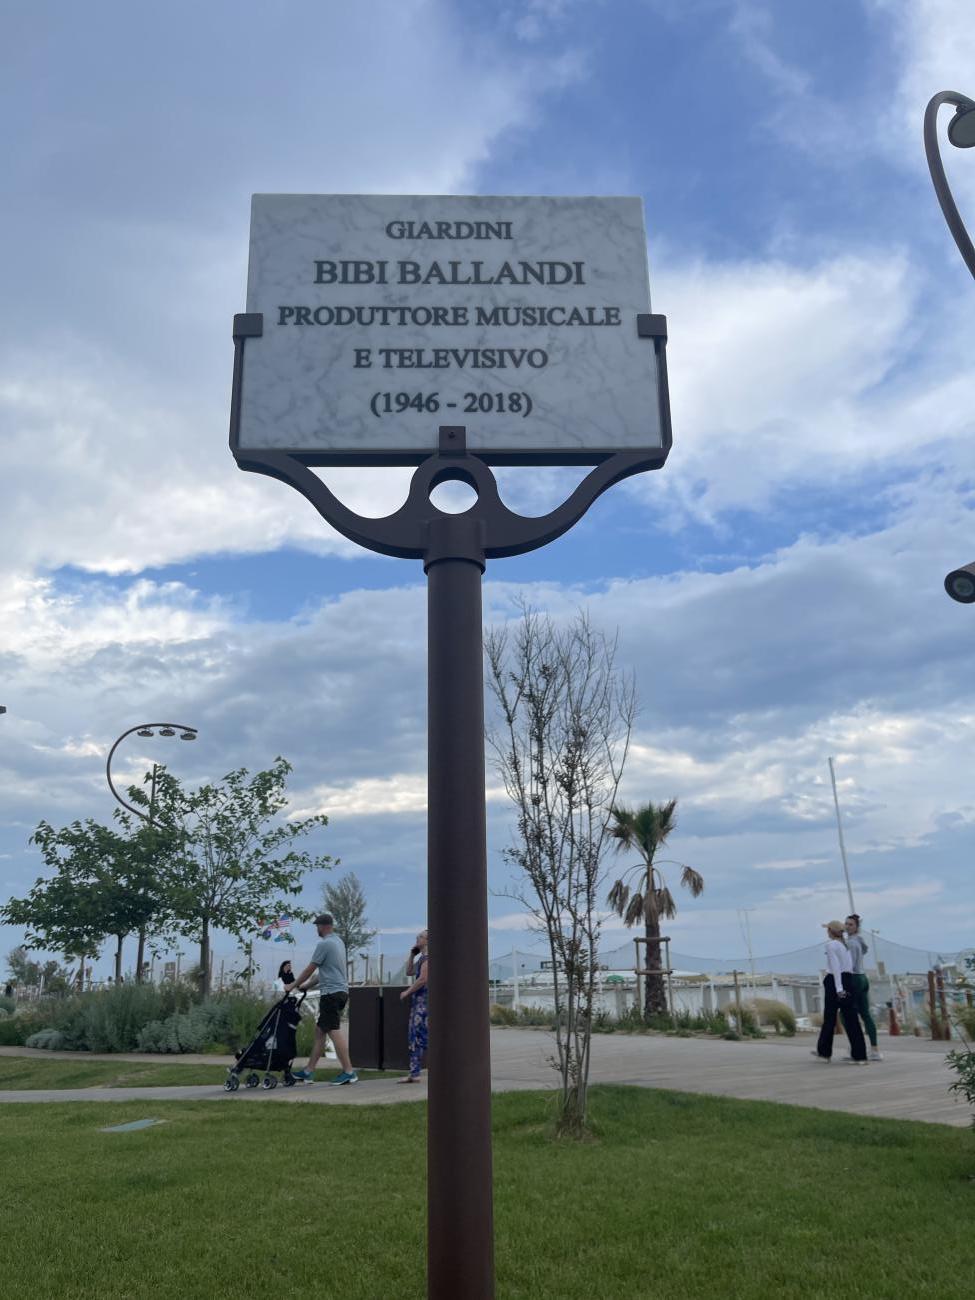 GIARDINI
BIBI BALLANDI
PRODUTTORE MUSICALE
E TELEVISIVO
(1946 - 2018)